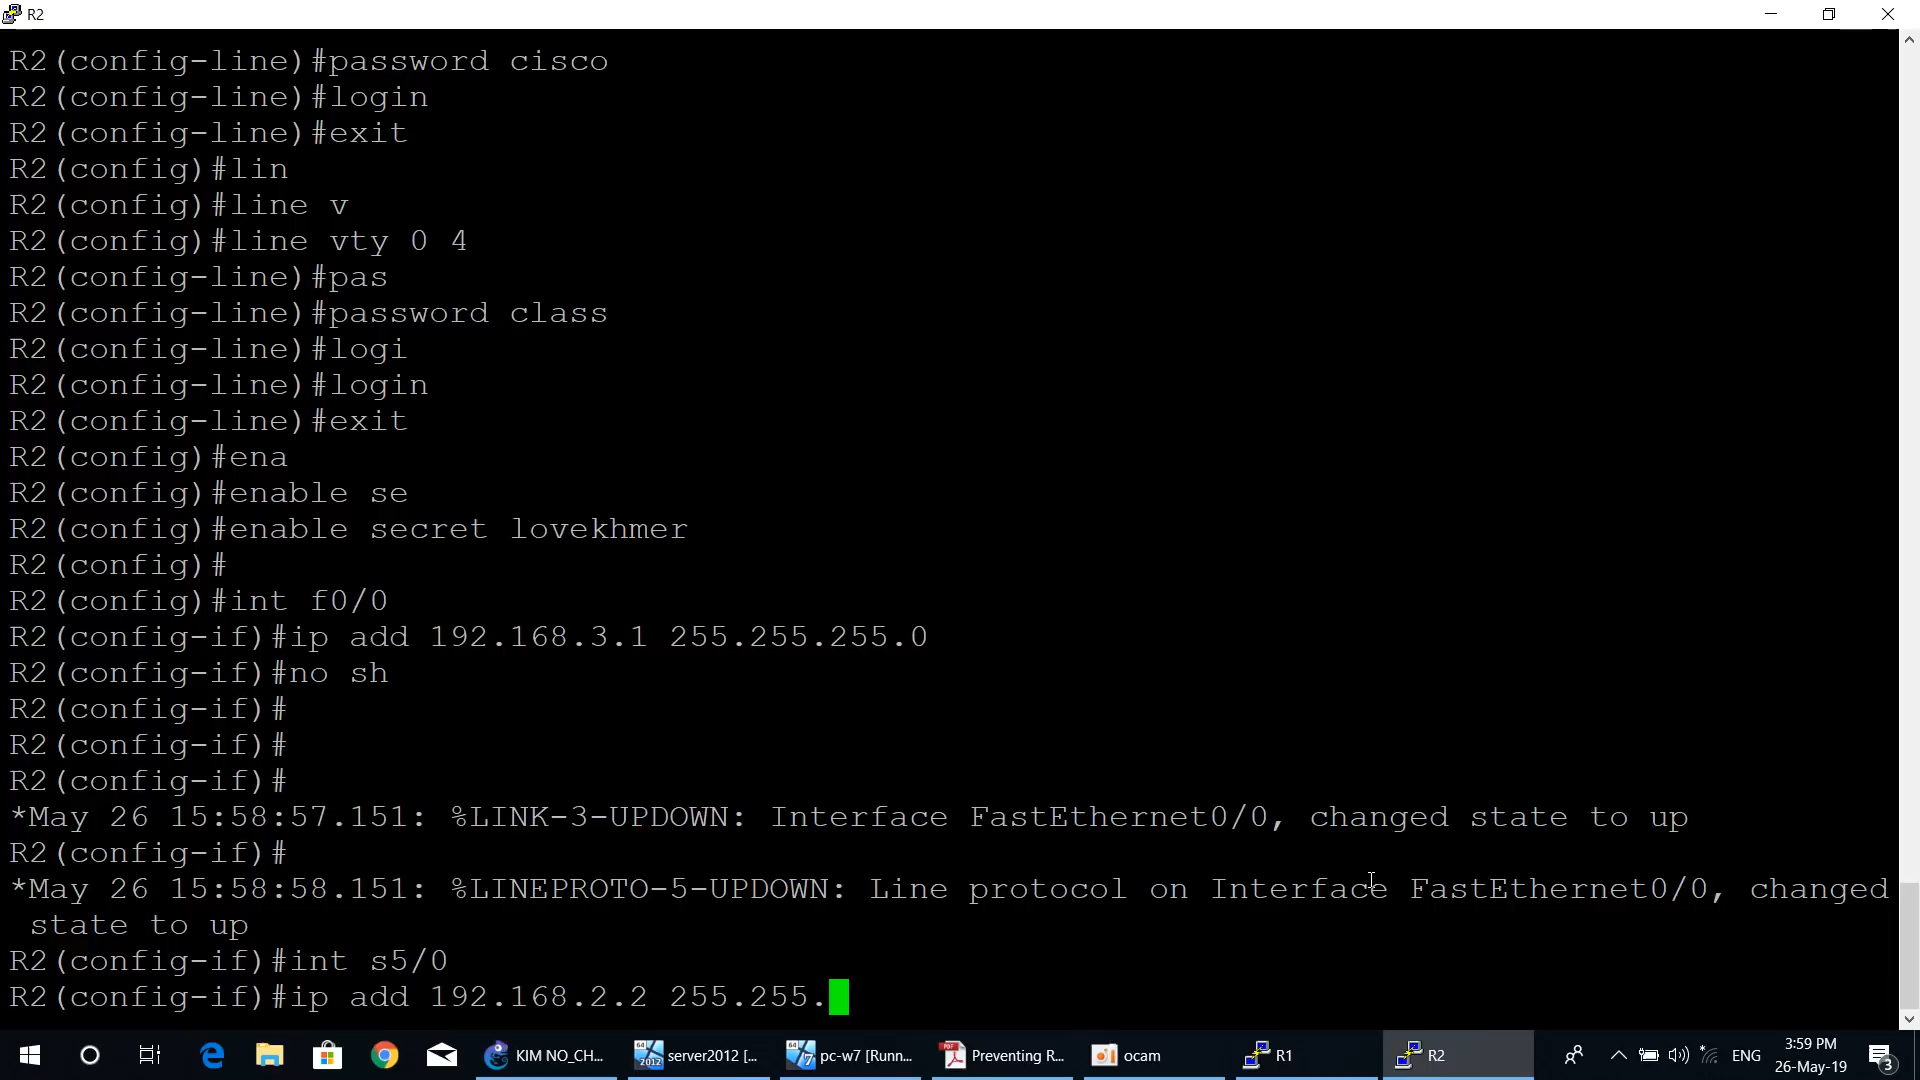 R2
R2(config-line)#password cisco
R2(config-line)#login
R2(config-line)#exit
R2(config)#lin
R2(config)#line v
R2(config)#line vty 0 4
R2(config-line)#pas
R2(config-line)#password class
R2(config-line)#logi
R2(config-line)#login
R2(config-line)#exit
R2(config)#ena
R2(config)#enable se
R2(config)#enable secret lovekhmer
R2(config)#
R2(config)#int f0/0
R2(config-if)#ip add 192.168.3.1 255.255.255.0
R2(config-if)#no sh
R2(config-if)#
R2(config-if)#
R2(config-if)#
*May 26 15:58:57.151: %LINK-3-UPDOWN: Interface FastEthernet0/0, changed state to up
R2(config-if)#
*May 26 15:58:58.151: %LINEPROTO-5-UPDOWN: Line protocol on Interface FastEthernet0/0, changed
state to up
R2(config-if)#int s5/0
R2(config-if)#ip add 192.168.2.2 255.255.
KIM NO_CH... server2012 [... pc-w7 [Runn... Preventing R... ocam R1 R2 ENG 3:59 PM
26-May-19 3